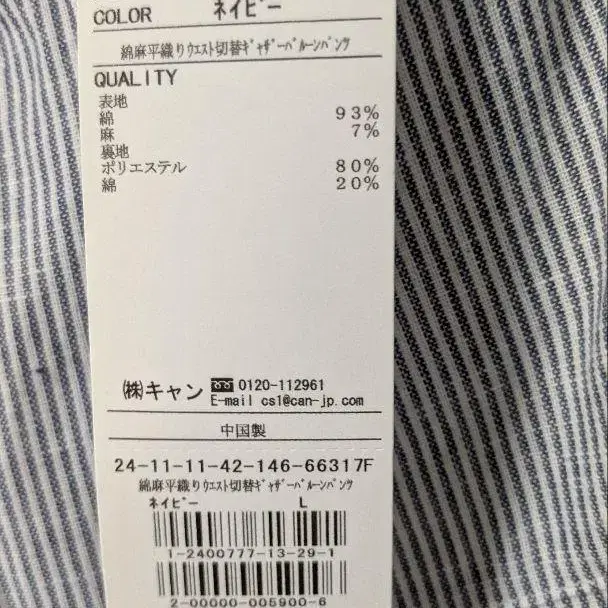 COLOR ネイビー
綿麻平織りｳｴｽﾄ切替ｷﾞｬｻﾞｰﾊﾞﾙｰﾝﾊﾟﾝﾂ
QUALITY
表地
綿 93%
麻 7%
裏地
ポリエステル 80%
綿 20%
㈱キャン 0120-112961
E-mail cs1@can-jp.com
中国製
24-11-11-42-146-66317F
綿麻平織りｳｴｽﾄ切替ｷﾞｬｻﾞｰﾊﾞﾙｰﾝﾊﾟﾝﾂ
ﾈｲﾋﾞｰ L
1-2400777-13-29-1
2-00000-005900-6